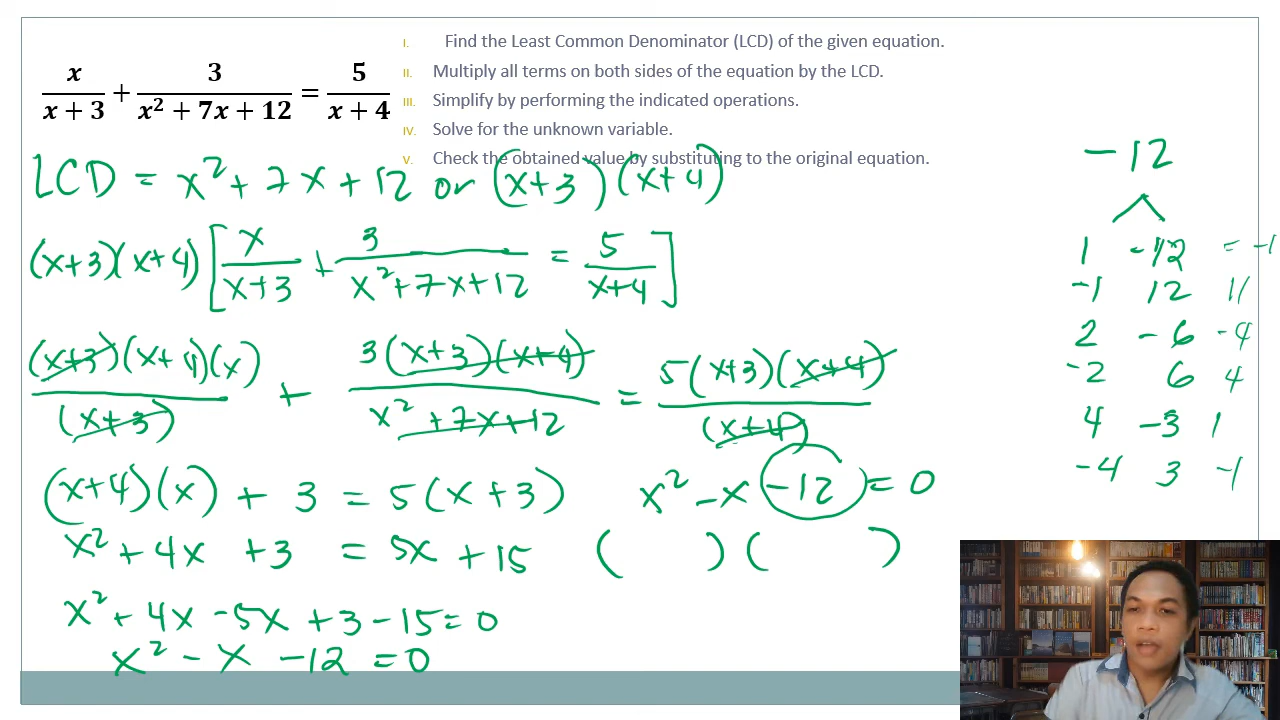 x/(x + 3) + 3/(x² + 7x + 12) = 5/(x + 4)
I. Find the Least Common Denominator (LCD) of the given equation.
II. Multiply all terms on both sides of the equation by the LCD.
III. Simplify by performing the indicated operations.
IV. Solve for the unknown variable.
V. Check the obtained value by substituting to the original equation.
LCD = x² + 7x + 12 or (x+3)(x+4)
(x+3)(x+4) [ x/(x+3) + 3/(x²+7x+12) = 5/(x+4) ]
(x+3)(x+4)(x)/(x+3) + 3(x+3)(x+4)/(x²+7x+12) = 5(x+3)(x+4)/(x+4)
(x+4)(x) + 3 = 5(x+3)
x² + 4x + 3 = 5x + 15
x² + 4x - 5x + 3 - 15 = 0
x² - x - 12 = 0
x² - x - 12 = 0
( ) ( )
-12
1 -12 = -1
-1 12 11
2 -6 -4
-2 6 4
4 -3 1
-4 3 -1